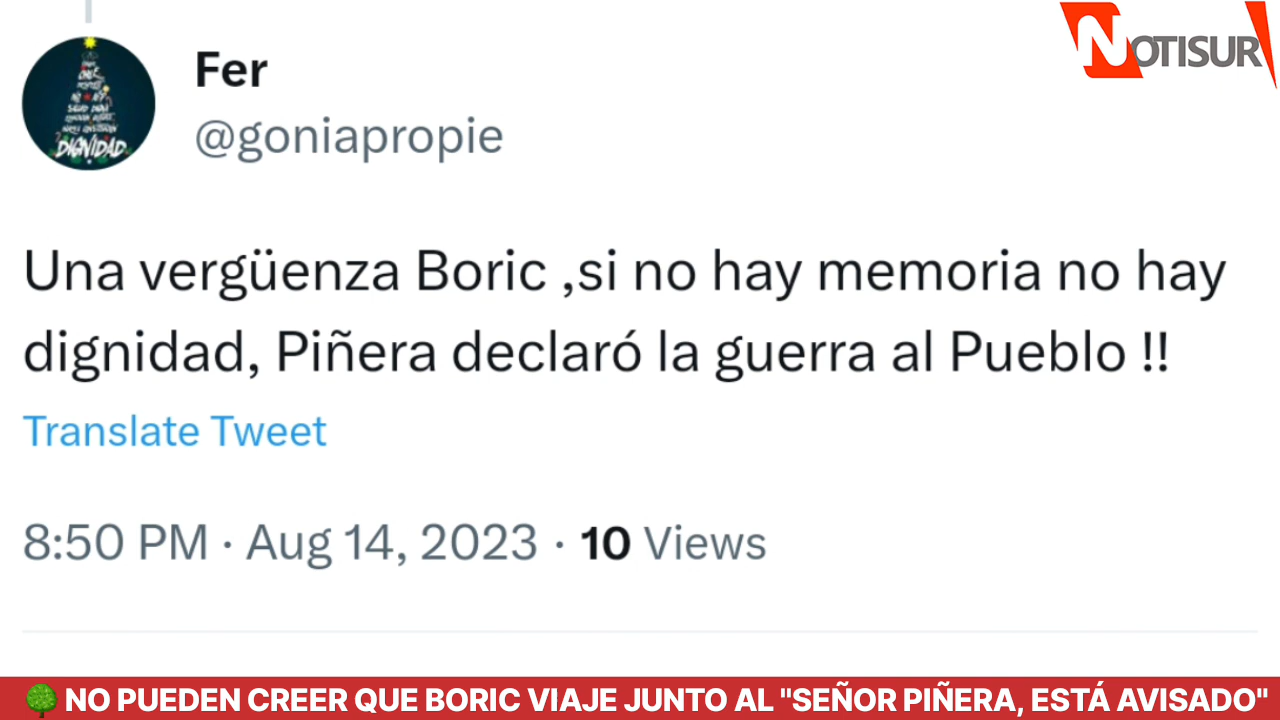 NOTISUR
Fer
@goniapropie
DIGNIDAD
Una vergüenza Boric ,si no hay memoria no hay
dignidad, Piñera declaró la guerra al Pueblo !!
Translate Tweet
8:50 PM · Aug 14, 2023 · 10 Views
NO PUEDEN CREER QUE BORIC VIAJE JUNTO AL "SEÑOR PIÑERA, ESTÁ AVISADO"